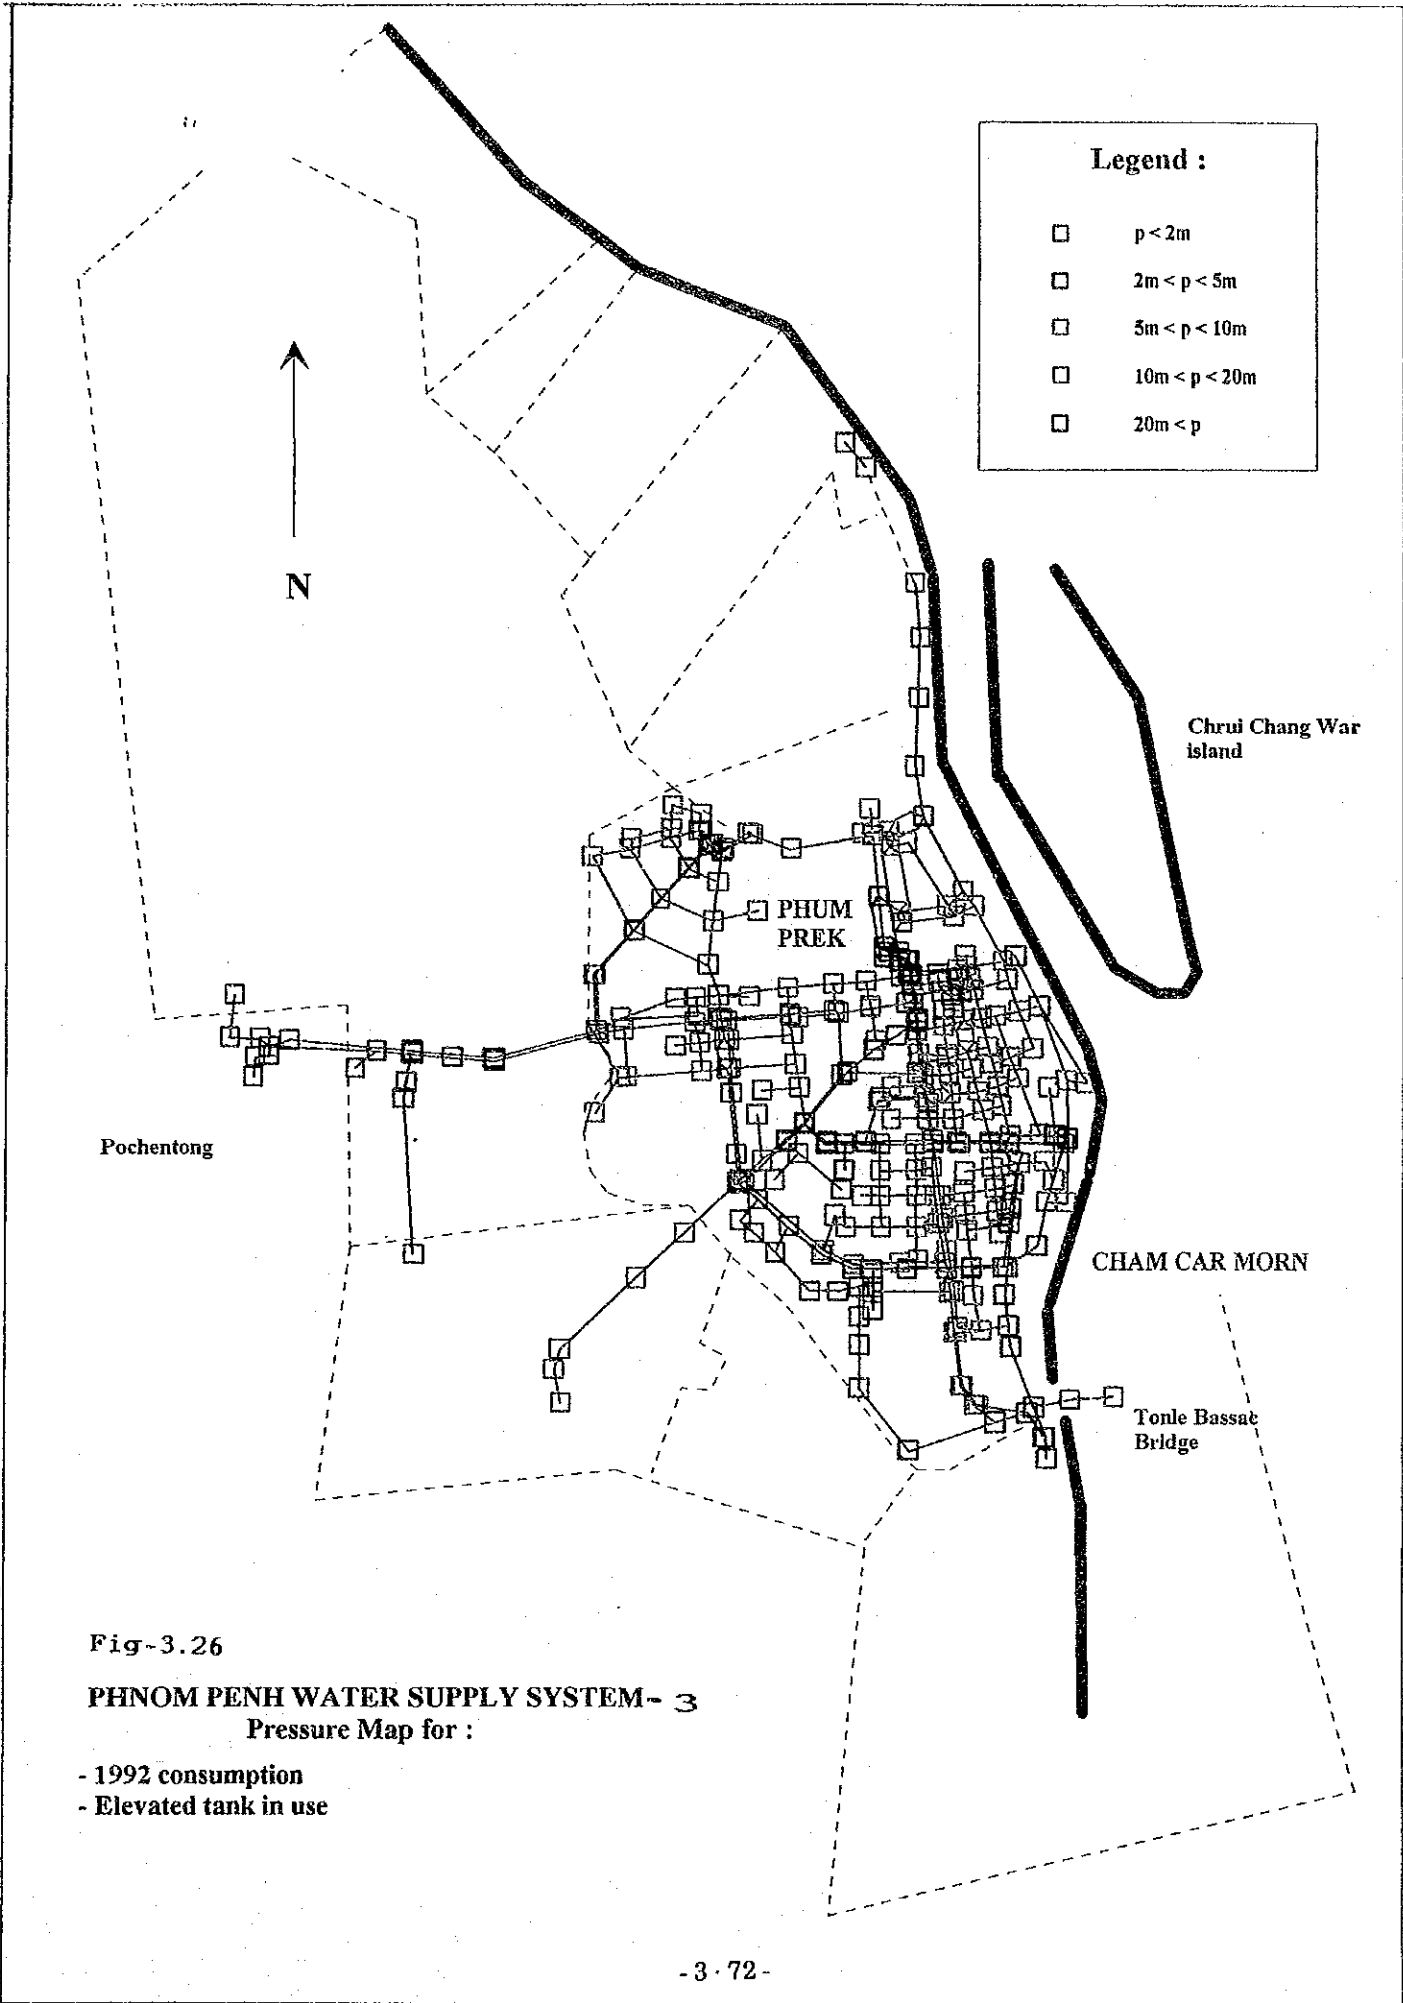 Legend :
p < 2m
2m < p < 5m
5m < p < 10m
10m < p < 20m
20m < p
N
Chrui Chang War
island
PHUM
PREK
Pochentong
CHAM CAR MORN
Tonle Bassac
Bridge
Fig-3.26
PHNOM PENH WATER SUPPLY SYSTEM- 3
Pressure Map for :
- 1992 consumption
- Elevated tank in use
- 3 · 72 -